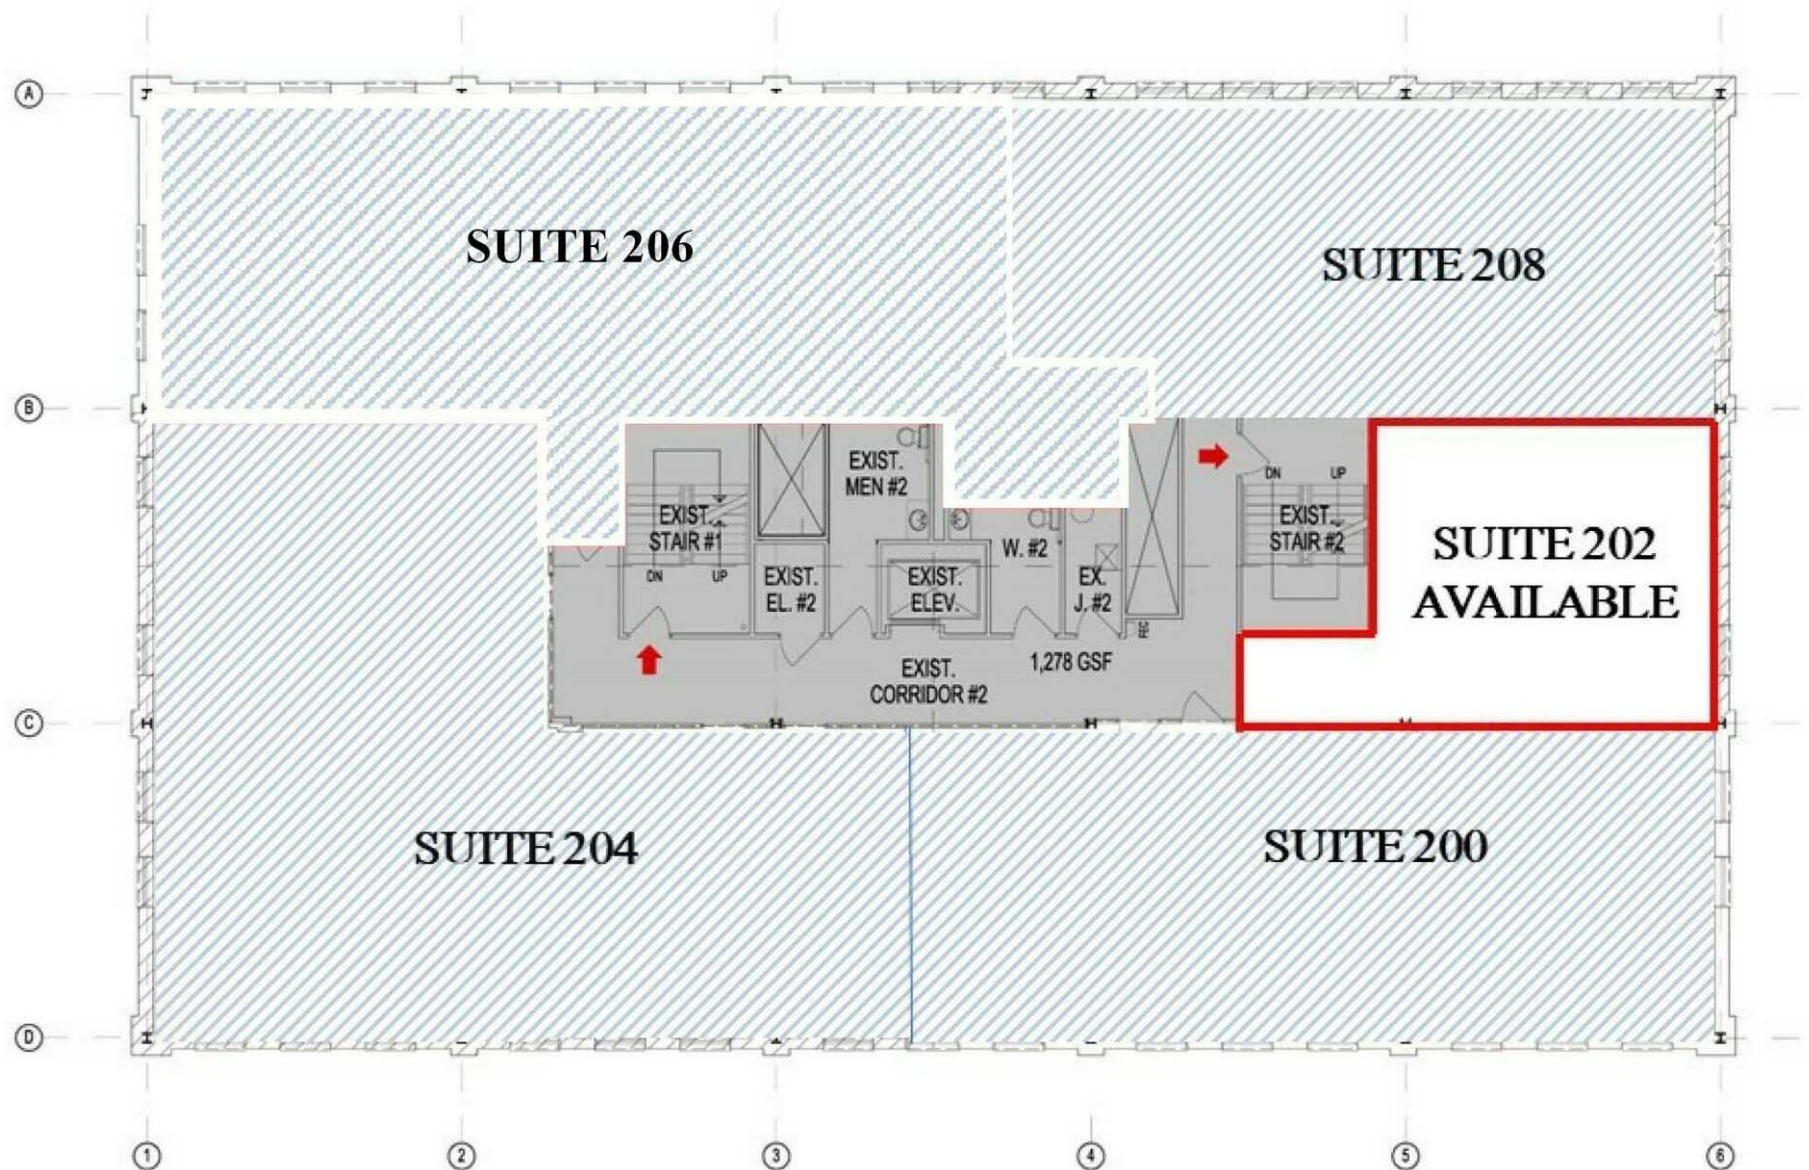 A
SUITE 206
SUITE 208
B
EXIST.
MEN #2
DN
UP
EXIST.
STAIR #1
EXIST.
STAIR #2
SUITE 202
AVAILABLE
W. #2
DN
UP
EXIST.
EL. #2
EXIST.
ELEV.
EX.
J. #2
FEC
1,278 GSF
EXIST.
CORRIDOR #2
C
SUITE 204
SUITE 200
D
1
2
3
4
5
6